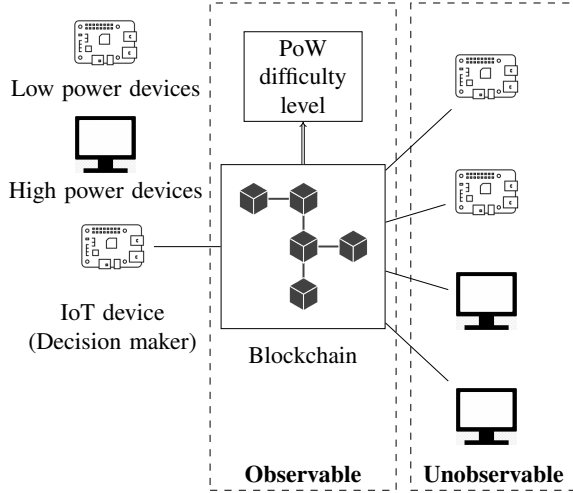 PoW
difficulty
level
Low power devices
High power devices
IoT device
(Decision maker)
Blockchain
Observable
Unobservable